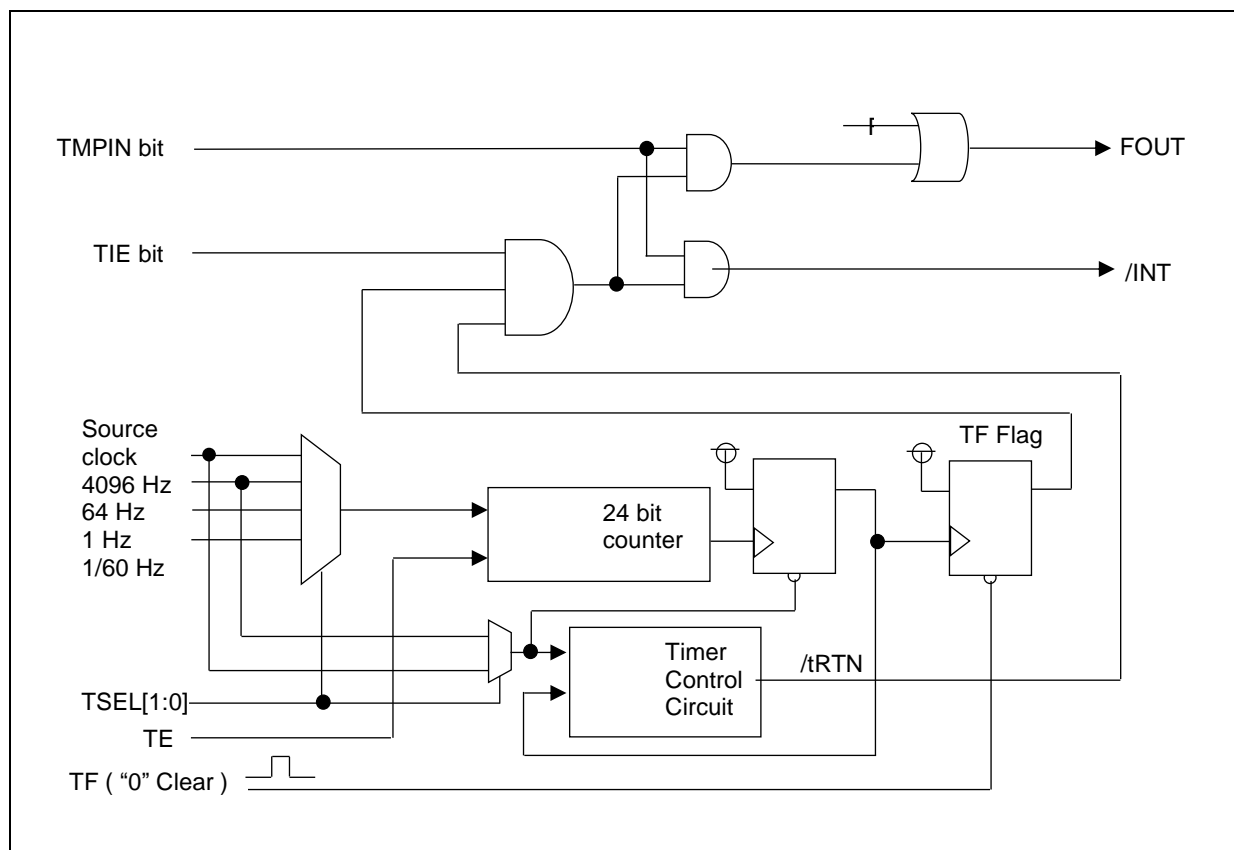 TMPIN bit
FOUT
TIE bit
/INT
Source
clock
4096 Hz
64 Hz
1 Hz
1/60 Hz
TF Flag
24 bit
counter
Timer
Control
Circuit
/tRTN
TSEL[1:0]
TE
TF ( “0” Clear )